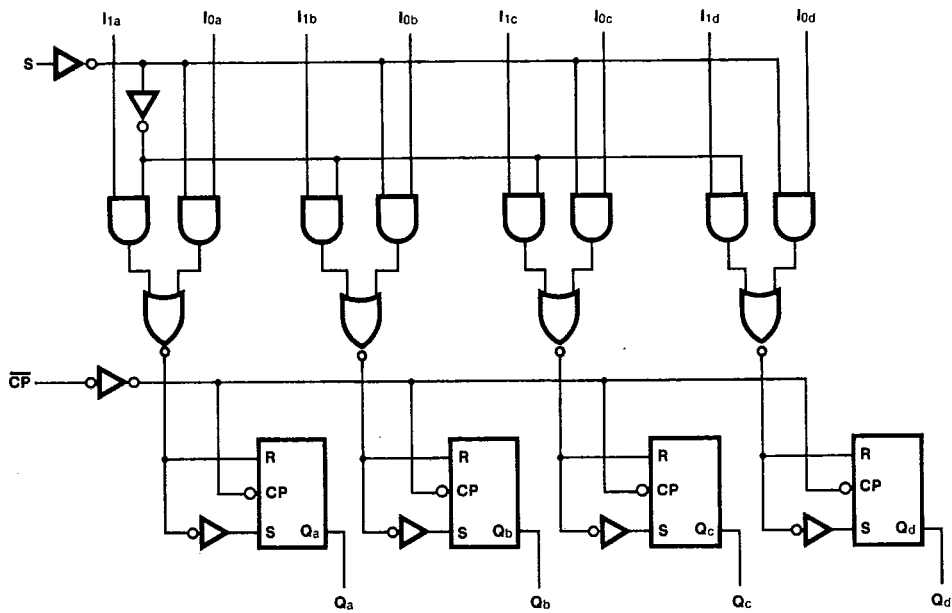 I1a I0a I1b I0b I1c I0c I1d I0d
S
C̅P̅
R R R R
CP CP CP CP
S Qa S Qb S Qc S Qd
Qa Qb Qc Qd